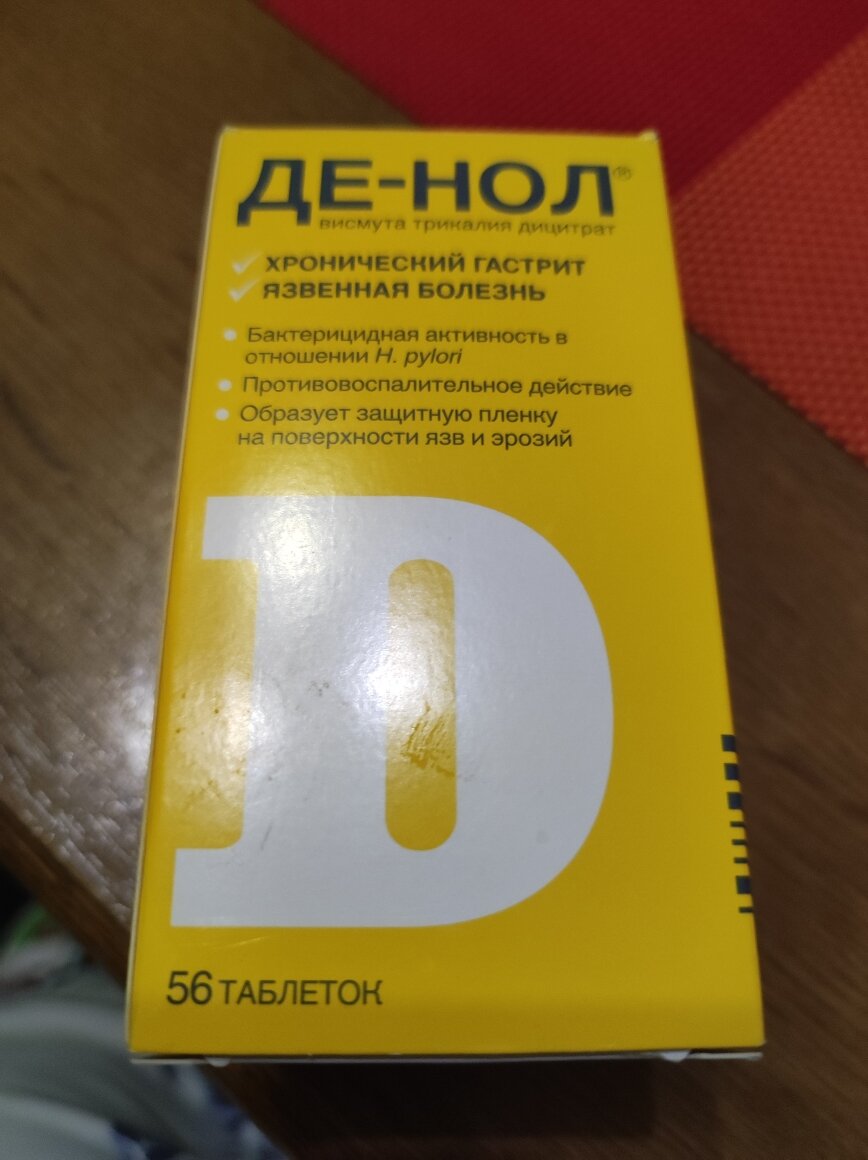 ДЕ-НОЛ®
висмута трикалия дицитрат
ХРОНИЧЕСКИЙ ГАСТРИТ
ЯЗВЕННАЯ БОЛЕЗНЬ
• Бактерицидная активность в
отношении H. pylori
• Противовоспалительное действие
• Образует защитную пленку
на поверхности язв и эрозий
D
56 ТАБЛЕТОК